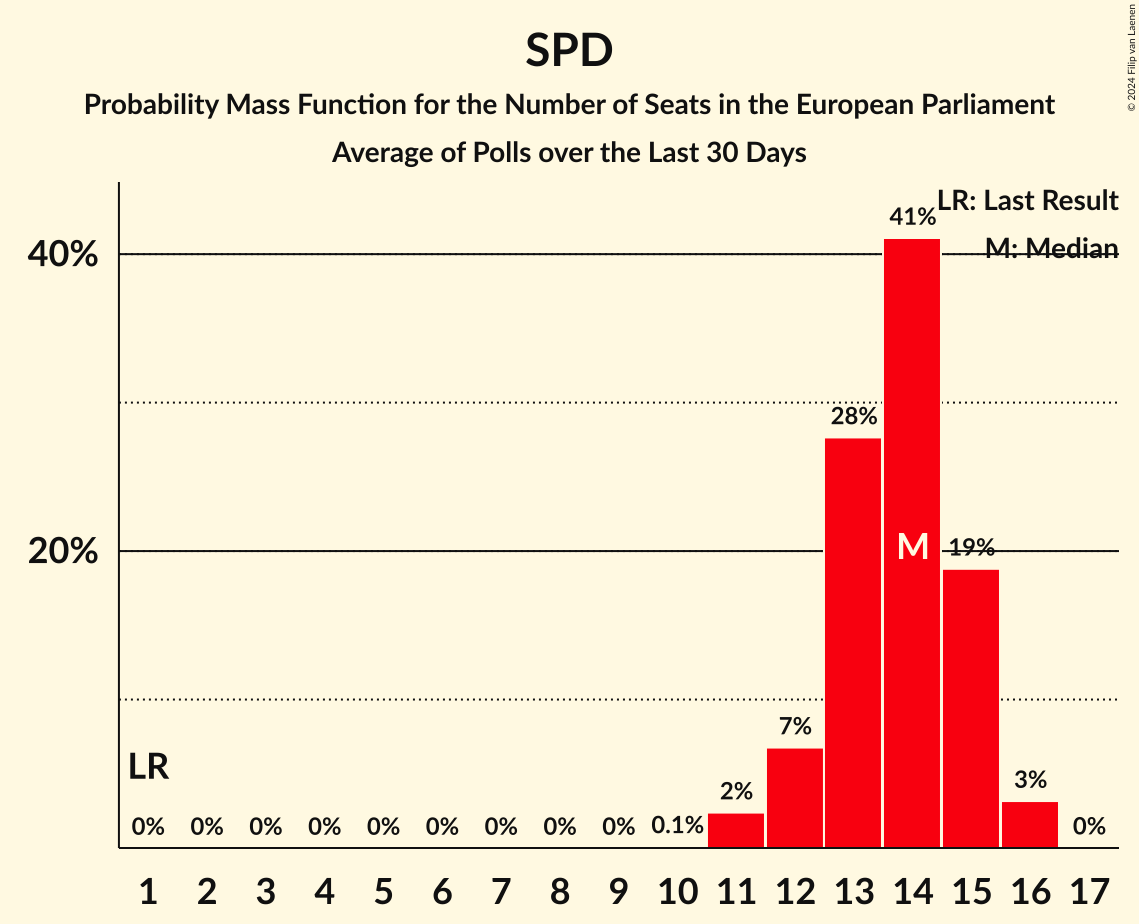 © 2024 Filip van Laenen
SPD
Probability Mass Function for the Number of Seats in the European Parliament
Average of Polls over the Last 30 Days
LR: Last Result
M: Median
40%
20%
41%
28%
19%
M
7%
LR
2%
3%
0% 0% 0% 0% 0% 0% 0% 0% 0% 0.1% 0%
1 2 3 4 5 6 7 8 9 10 11 12 13 14 15 16 17